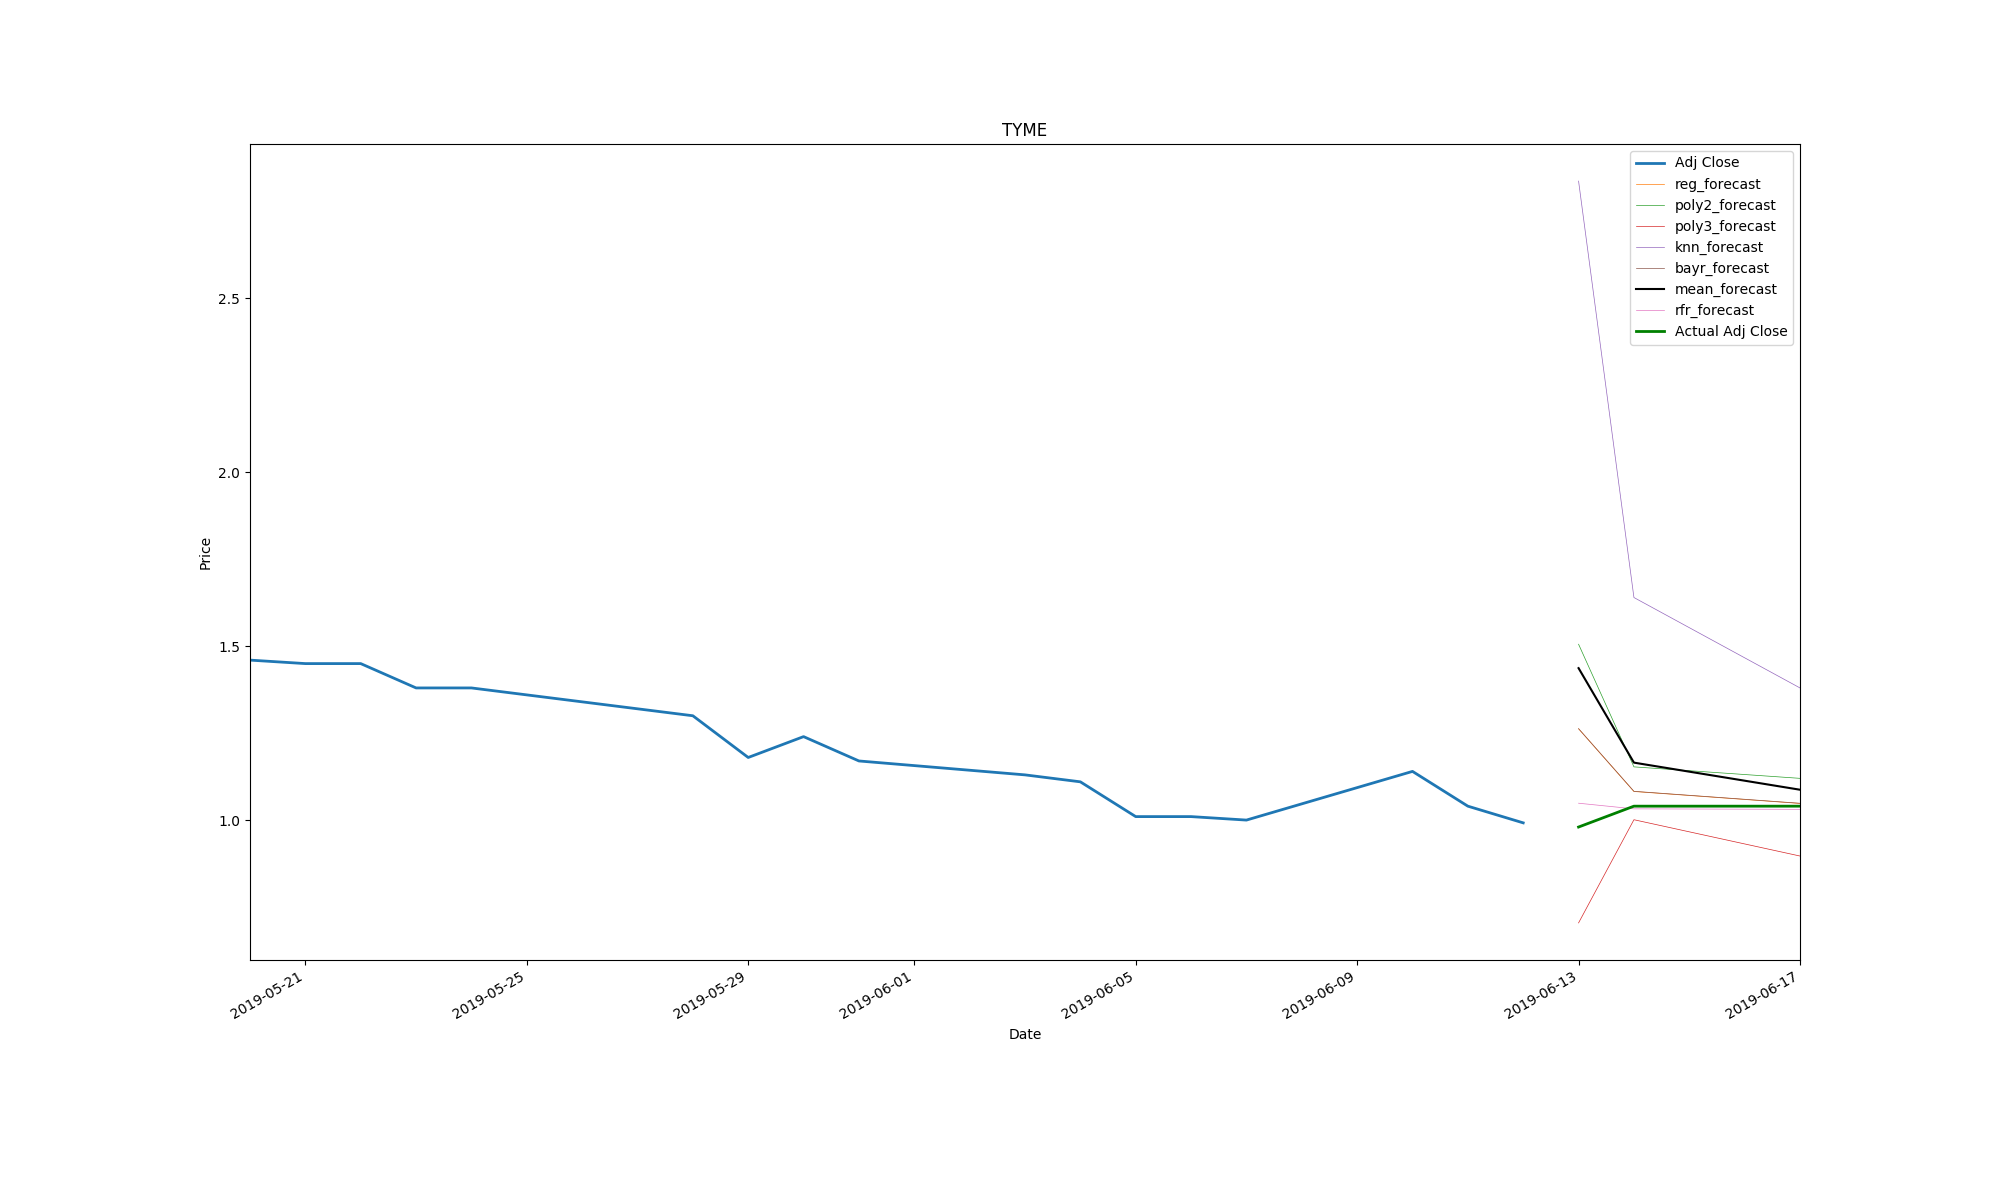 TYME
Adj Close
reg_forecast
poly2_forecast
poly3_forecast
knn_forecast
bayr_forecast
mean_forecast
rfr_forecast
Actual Adj Close
2.5
2.0
1.5
1.0
Price
2019-05-21
2019-05-25
2019-05-29
2019-06-01
2019-06-05
2019-06-09
2019-06-13
2019-06-17
Date